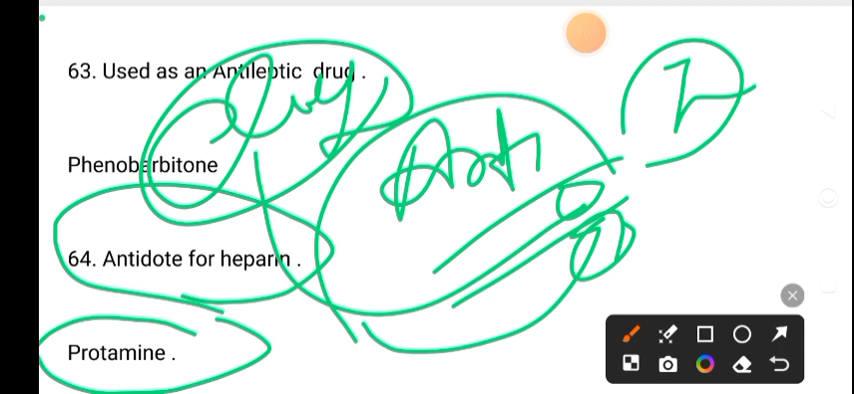 63. Used as an Antileptic drug .
Phenobarbitone
64. Antidote for heparin .
Protamine .